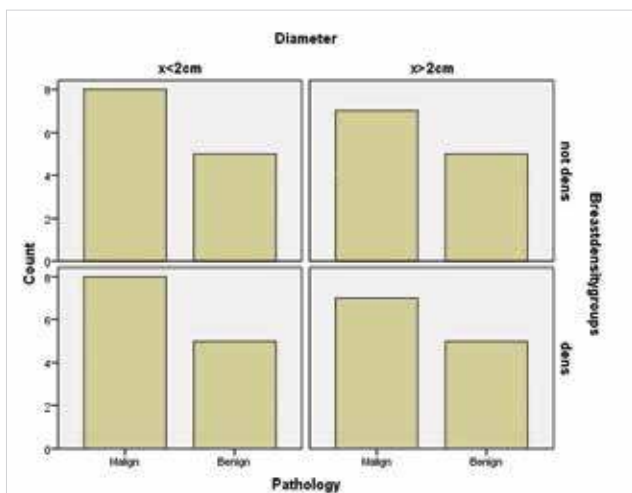 Diameter
x<2cm
x>2cm
8
6
4
2
0
not dens
8
6
4
2
0
dens
Count
Breastdensitygroups
Malign
Benign
Malign
Benign
Pathology